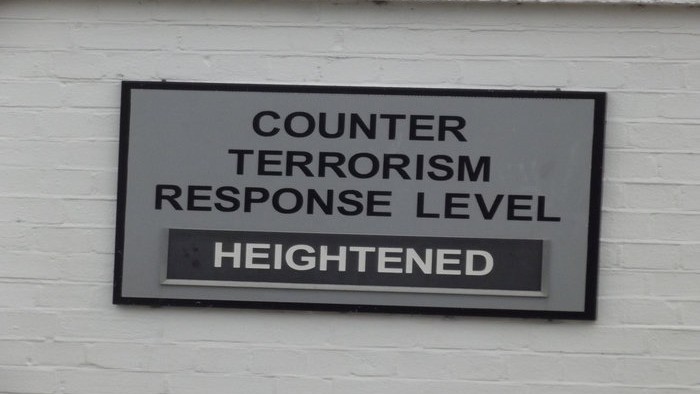 COUNTER
TERRORISM
RESPONSE LEVEL
HEIGHTENED